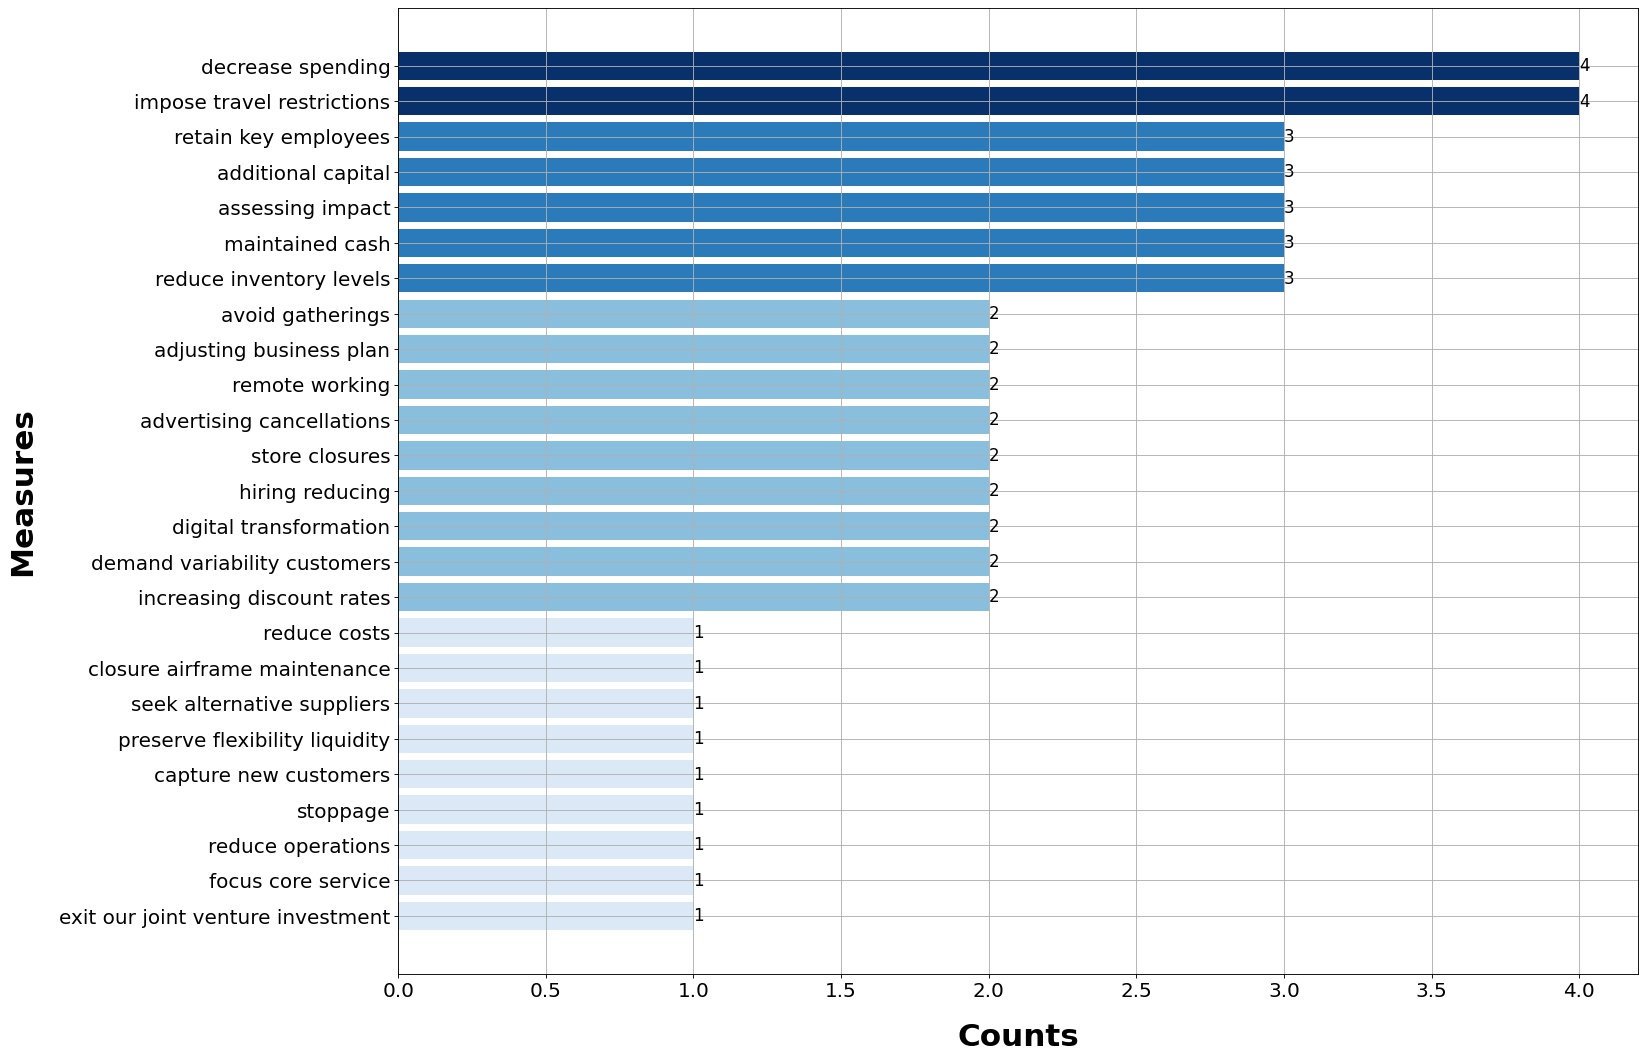 decrease spending 4
impose travel restrictions 4
retain key employees 3
additional capital 3
assessing impact 3
maintained cash 3
reduce inventory levels 3
avoid gatherings 2
adjusting business plan 2
remote working 2
advertising cancellations 2
store closures 2
hiring reducing 2
digital transformation 2
demand variability customers 2
increasing discount rates 2
reduce costs 1
closure airframe maintenance 1
seek alternative suppliers 1
preserve flexibility liquidity 1
capture new customers 1
stoppage 1
reduce operations 1
focus core service 1
exit our joint venture investment 1
Measures
0.0 0.5 1.0 1.5 2.0 2.5 3.0 3.5 4.0
Counts